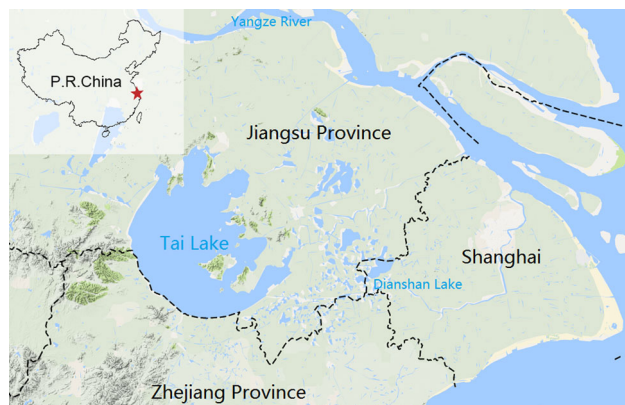 Yangze River
P.R.China
Jiangsu Province
Tai Lake
Shanghai
Dianshan Lake
Zhejiang Province